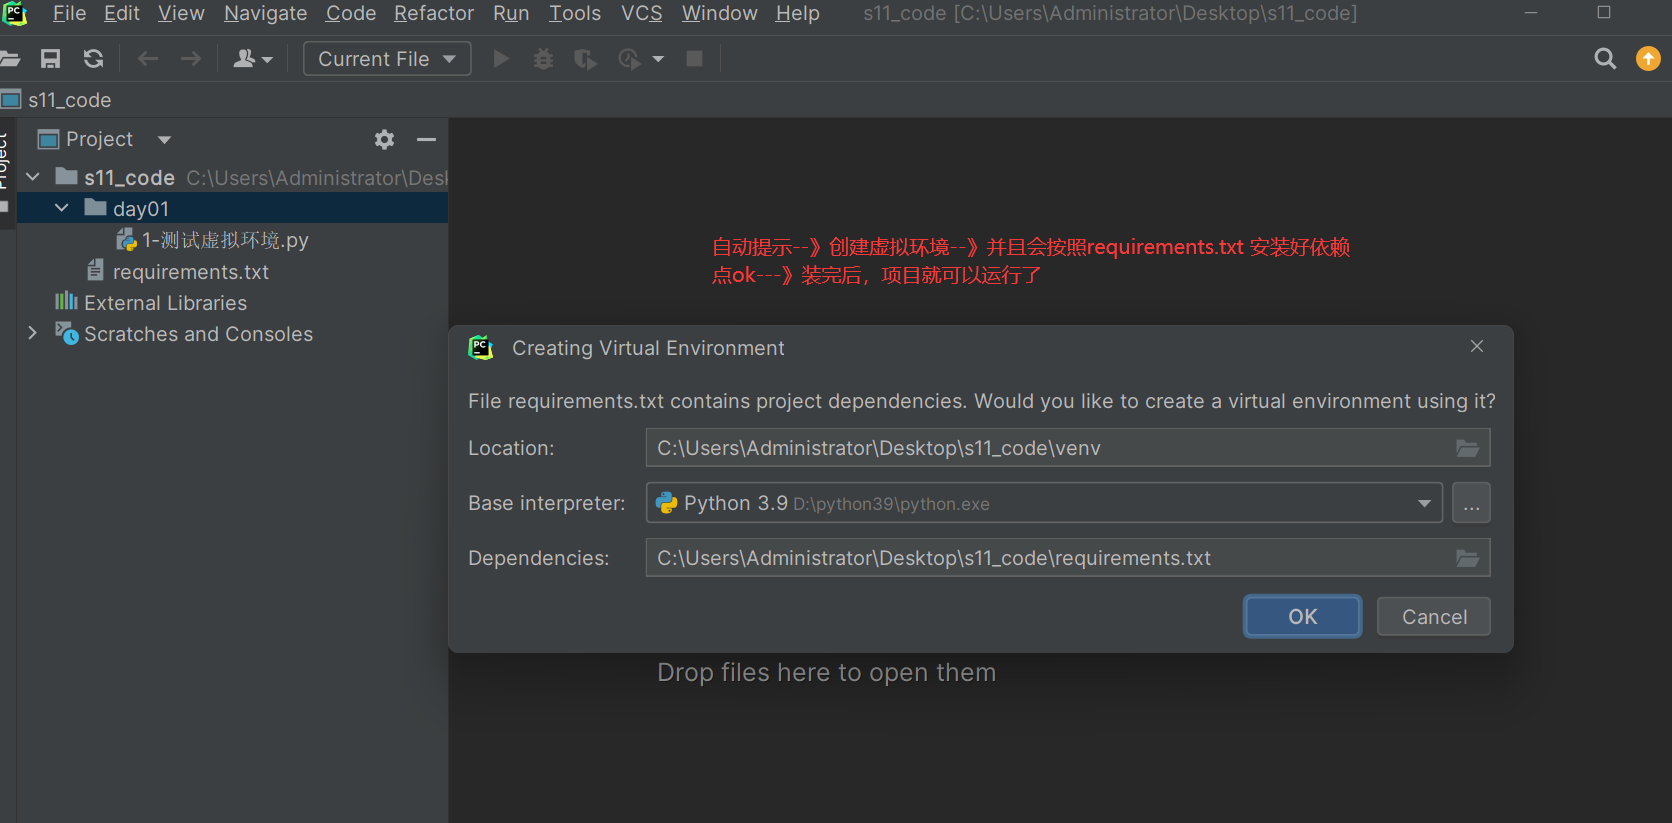 PC File Edit View Navigate Code Refactor Run Tools VCS Window Help s11_code [C:\Users\Administrator\Desktop\s11_code]
Current File
s11_code
Project
Project
s11_code C:\Users\Administrator\Desk
day01
1-测试虚拟环境.py
requirements.txt
External Libraries
Scratches and Consoles
自动提示--》创建虚拟环境--》并且会按照requirements.txt 安装好依赖
点ok---》装完后，项目就可以运行了
PC Creating Virtual Environment
File requirements.txt contains project dependencies. Would you like to create a virtual environment using it?
Location: C:\Users\Administrator\Desktop\s11_code\venv
Base interpreter: Python 3.9 D:\python39\python.exe ...
Dependencies: C:\Users\Administrator\Desktop\s11_code\requirements.txt
OK Cancel
Drop files here to open them